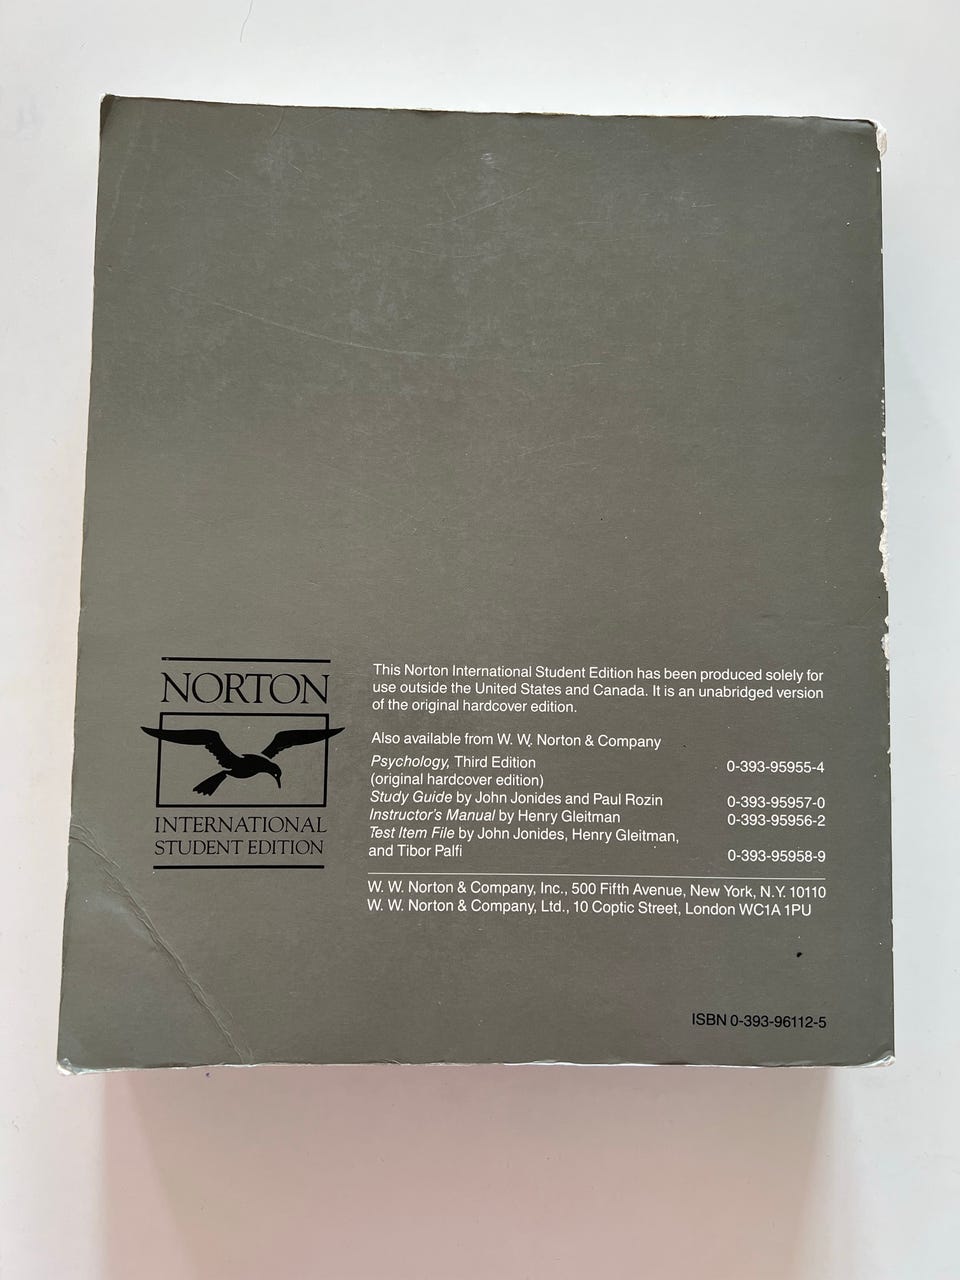 NORTON
INTERNATIONAL
STUDENT EDITION
This Norton International Student Edition has been produced solely for
use outside the United States and Canada. It is an unabridged version
of the original hardcover edition.
Also available from W. W. Norton & Company
Psychology, Third Edition 0-393-95955-4
(original hardcover edition)
Study Guide by John Jonides and Paul Rozin 0-393-95957-0
Instructor's Manual by Henry Gleitman 0-393-95956-2
Test Item File by John Jonides, Henry Gleitman,
and Tibor Palfi 0-393-95958-9
W. W. Norton & Company, Inc., 500 Fifth Avenue, New York, N.Y. 10110
W. W. Norton & Company, Ltd., 10 Coptic Street, London WC1A 1PU
ISBN 0-393-96112-5